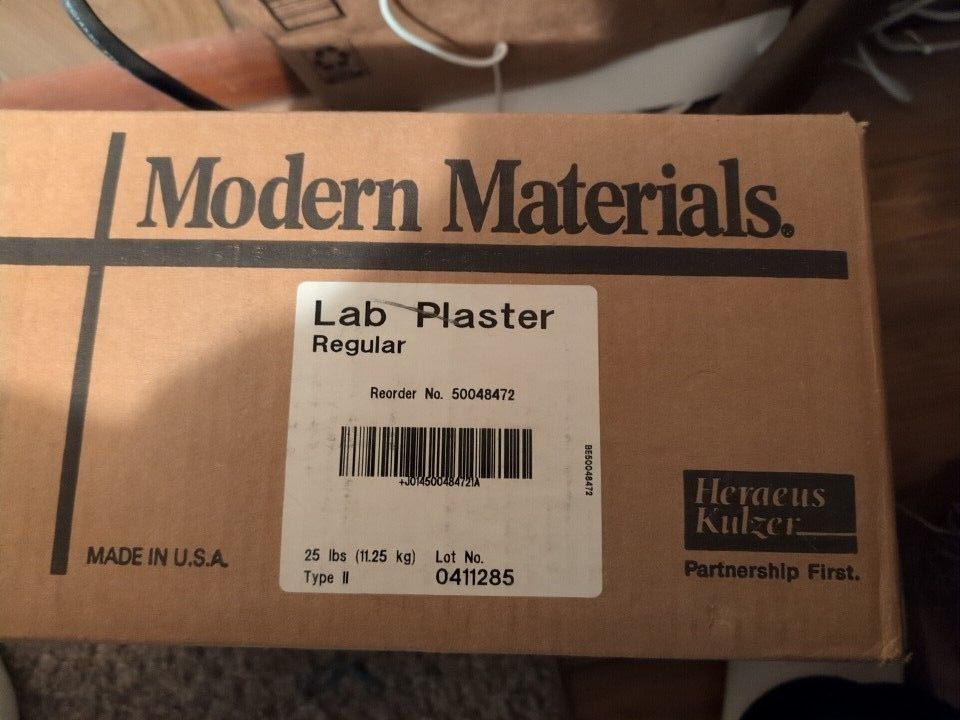 Modern Materials®
Lab Plaster
Regular
Reorder No. 50048472
+J014500484721A
BE50048472
25 lbs (11.25 kg) Lot No.
Type II 0411285
MADE IN U.S.A.
Heraeus
Kulzer
Partnership First.